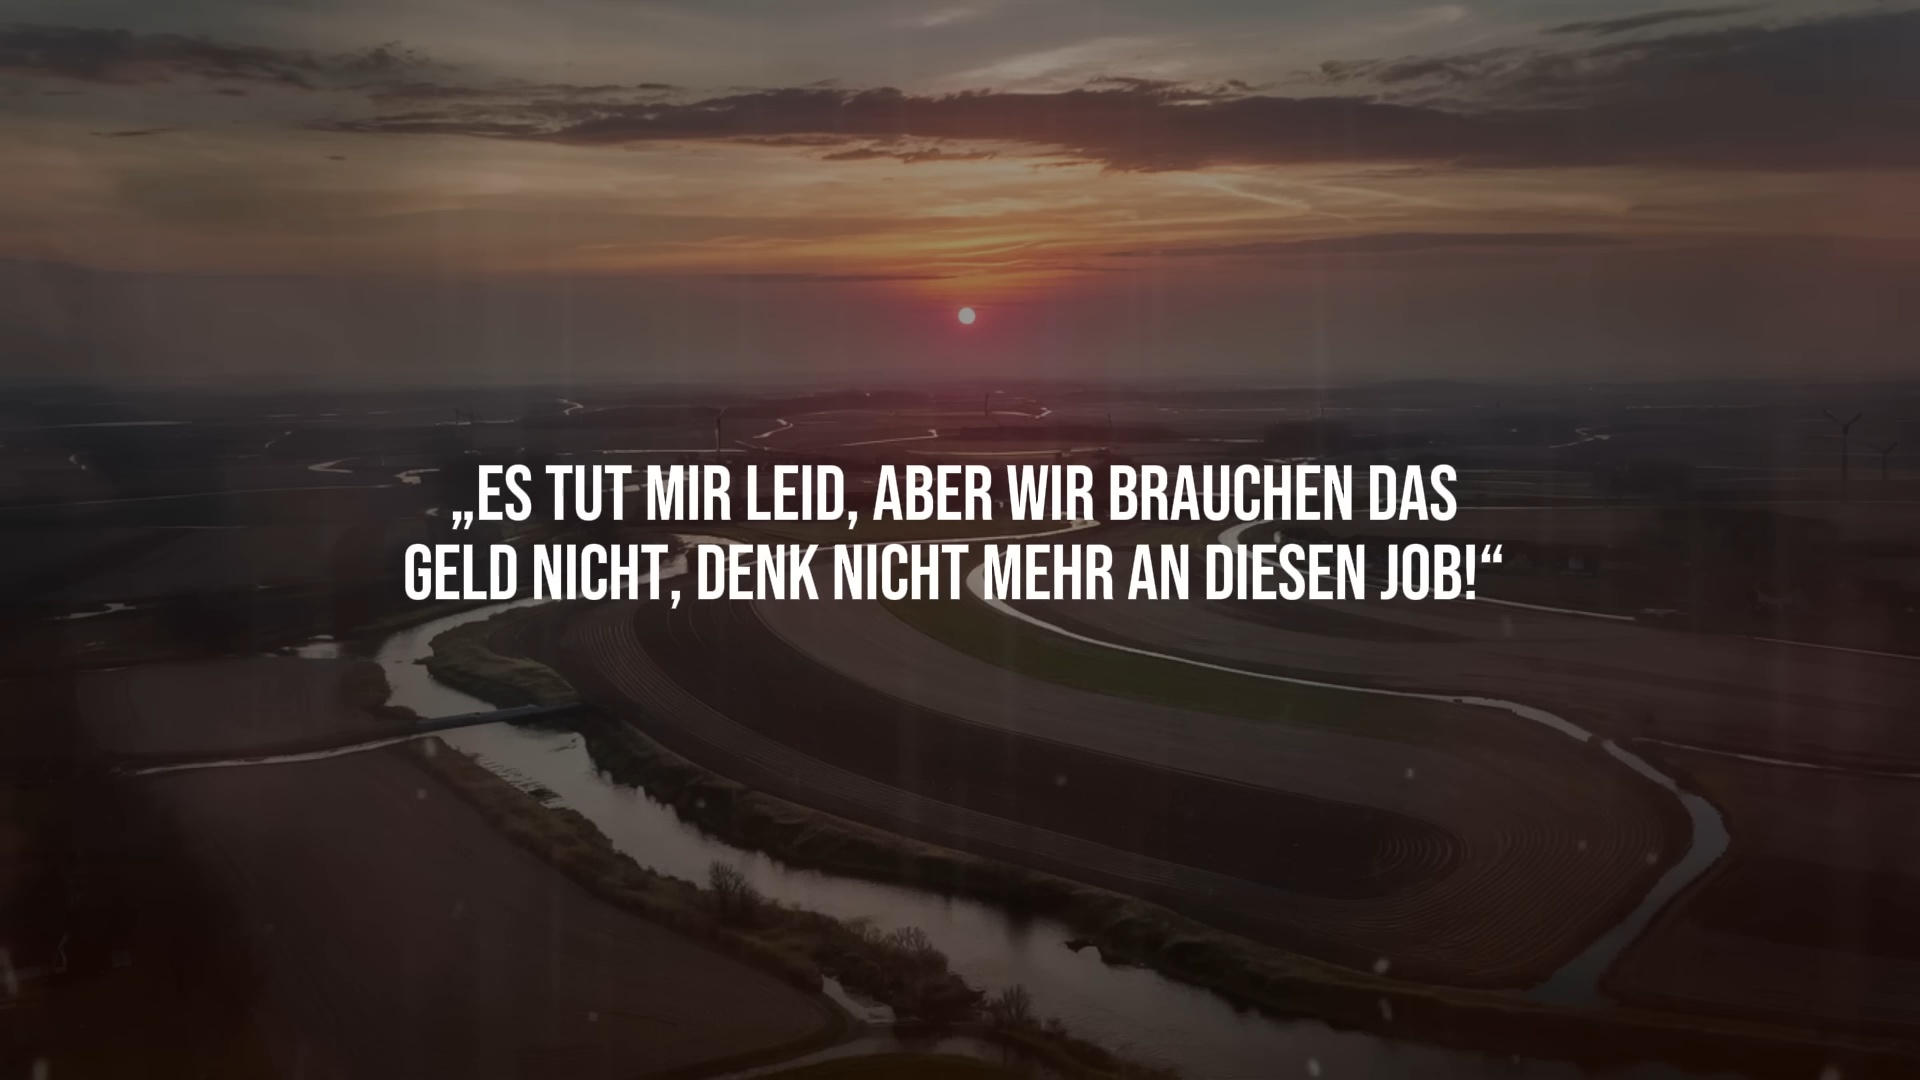 „ES TUT MIR LEID, ABER WIR BRAUCHEN DAS
GELD NICHT, DENK NICHT MEHR AN DIESEN JOB!“